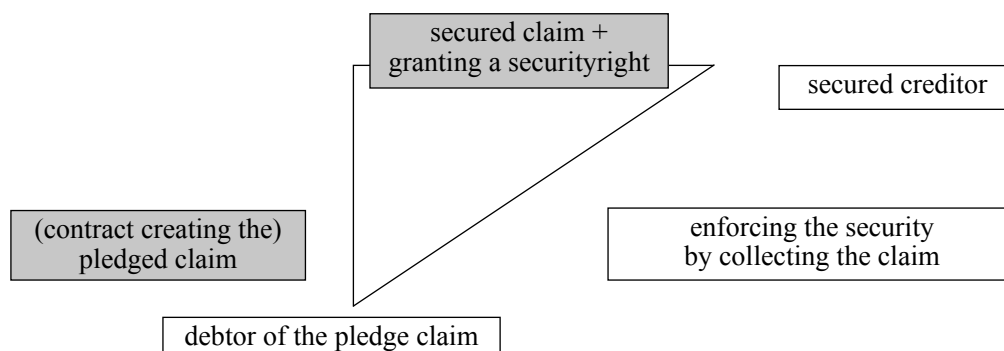 secured claim +
granting a securityright
secured creditor
(contract creating the)
pledged claim
enforcing the security
by collecting the claim
debtor of the pledge claim